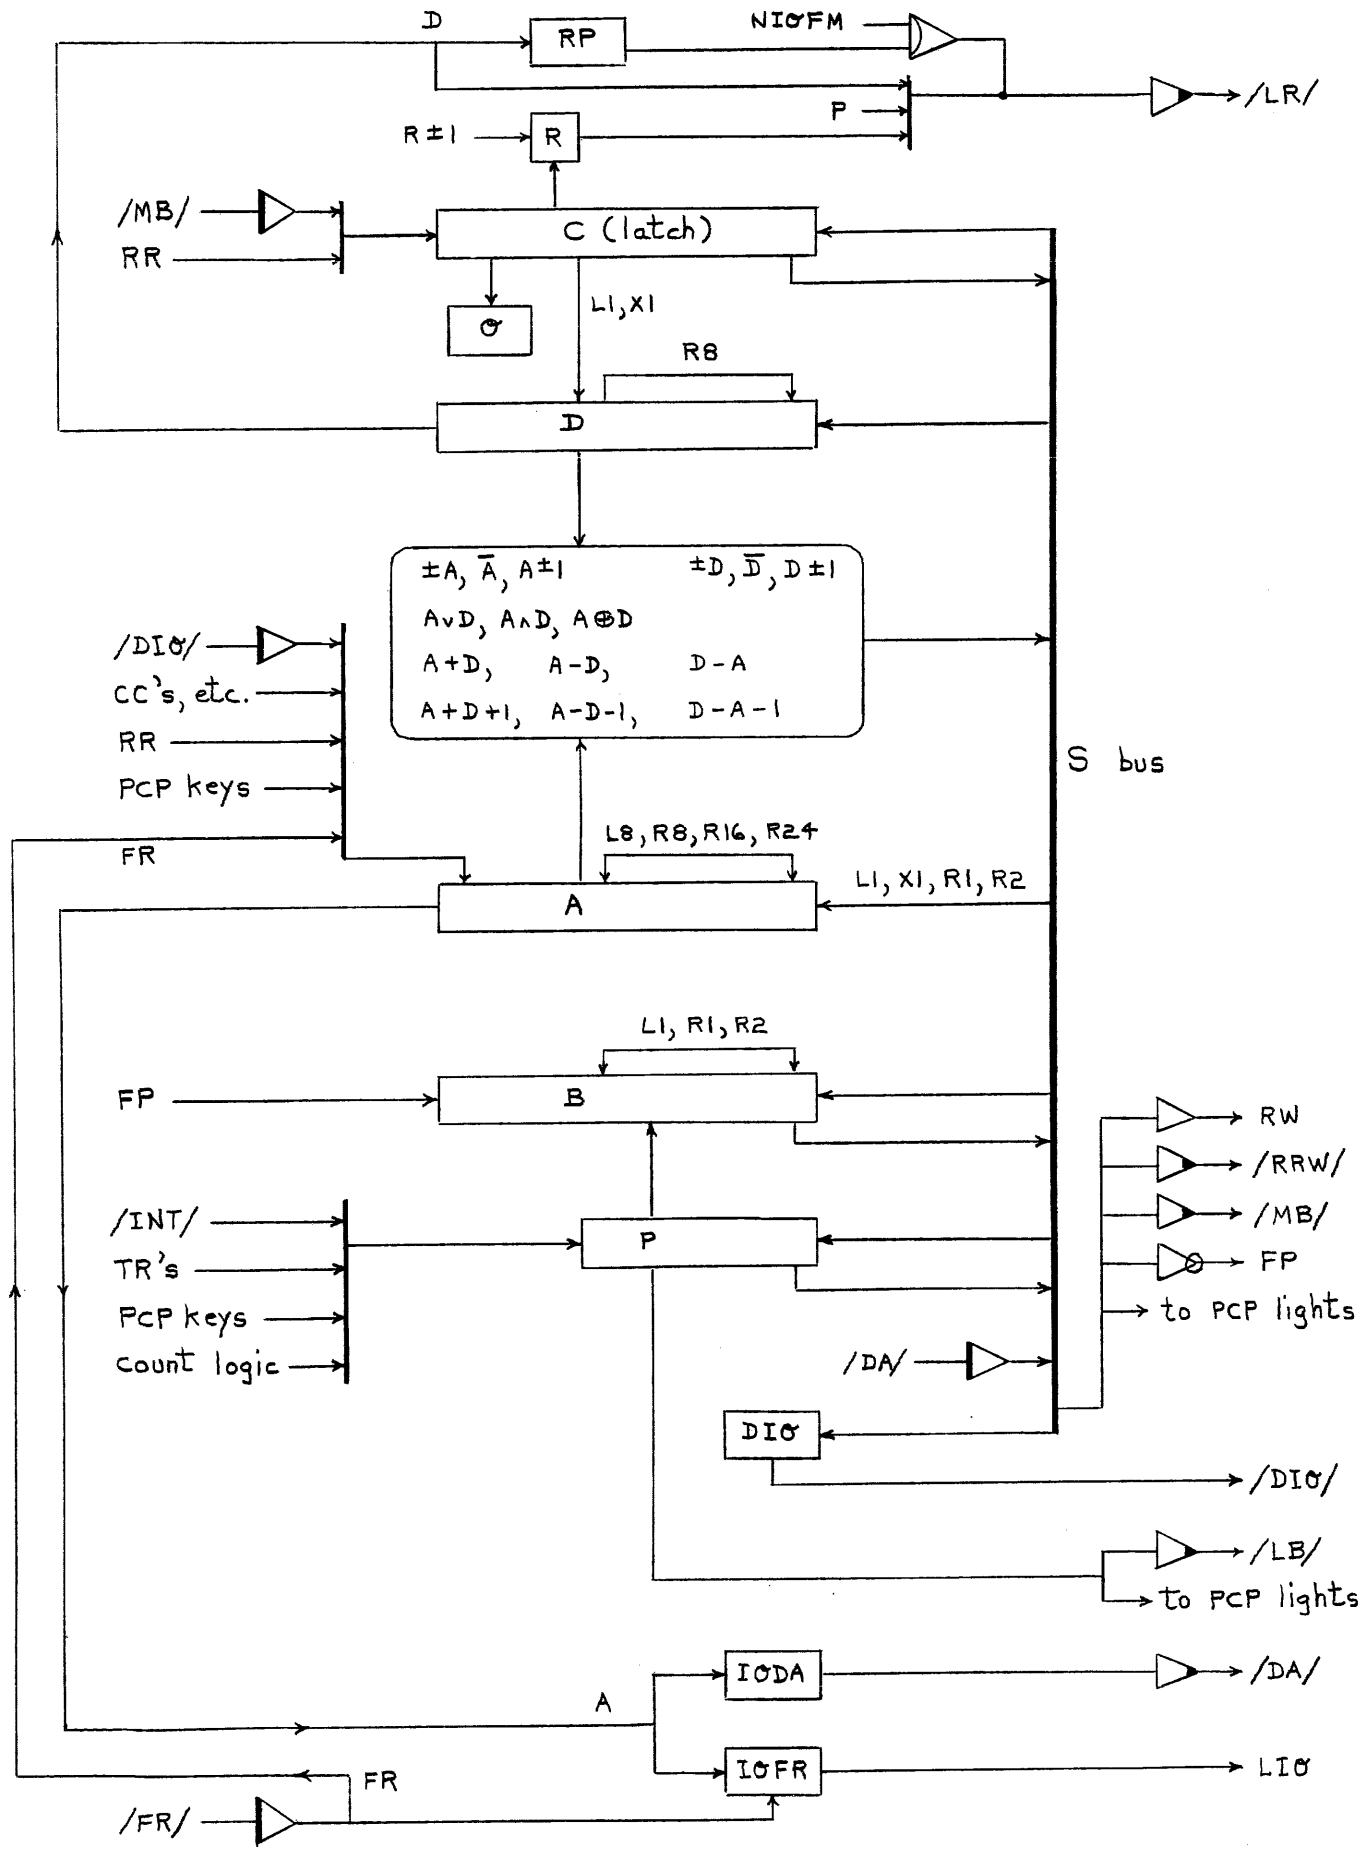 D
RP
NIOFM
/LR/
P
R±1
R
/MB/
C (latch)
RR
O
L1, X1
R8
D
±A, A̅, A±1 ±D, D̅, D±1
A∨D, A∧D, A⊕D
A+D, A-D, D-A
A+D+1, A-D-1, D-A-1
/DIO/
CC's, etc.
RR
PCP keys
FR
S bus
L8, R8, R16, R24
L1, X1, R1, R2
A
L1, R1, R2
FP
B
RW
/RRW/
/MB/
FP
to PCP lights
/INT/
TR's
PCP keys
count logic
P
/DA/
DIO
/DIO/
/LB/
to PCP lights
IODA
/DA/
A
IOFR
LIO
FR
/FR/